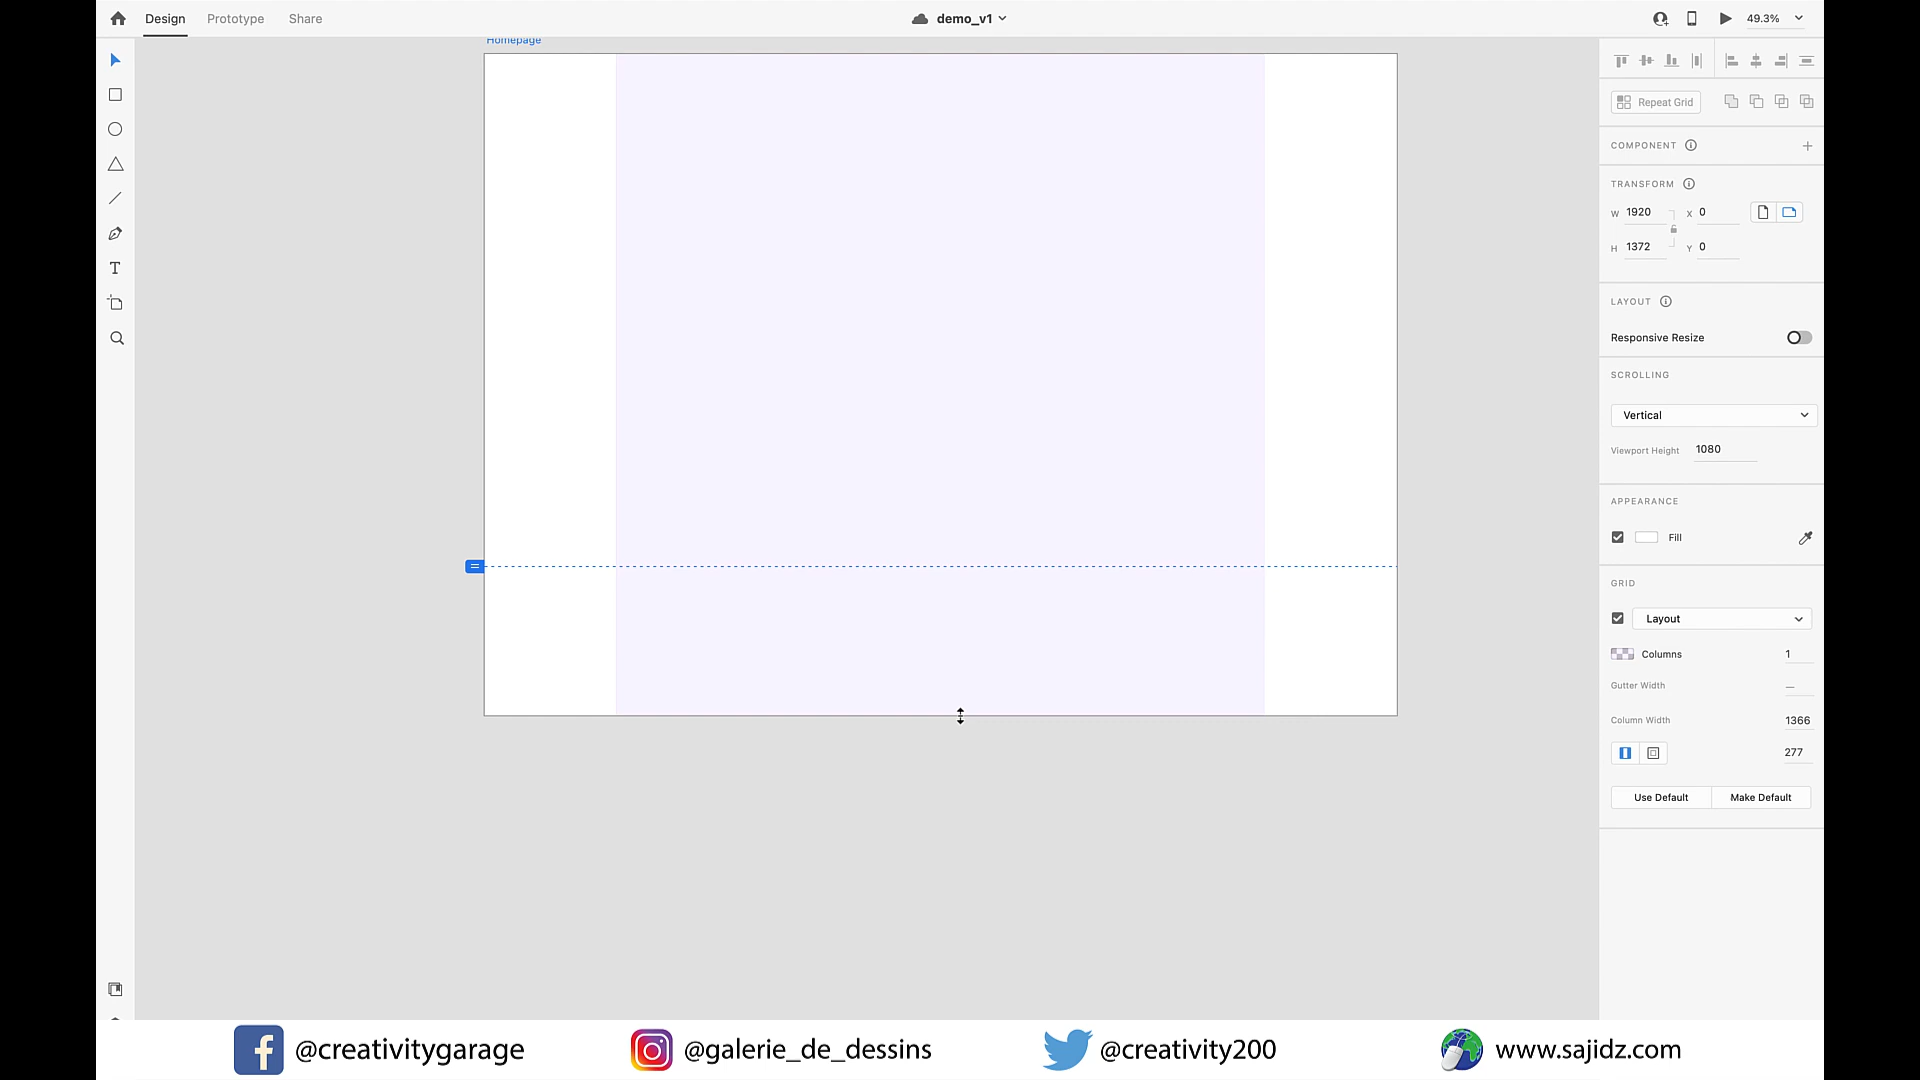 Design Prototype Share demo_v1 49.3%
Homepage
Repeat Grid
COMPONENT
TRANSFORM
W 1920 X 0
H 1372 Y 0
LAYOUT
Responsive Resize
SCROLLING
Vertical
Viewport Height 1080
APPEARANCE
Fill
GRID
Layout
Columns 1
Gutter Width —
Column Width 1366
277
Use Default Make Default
@creativitygarage @galerie_de_dessins @creativity200 www.sajidz.com